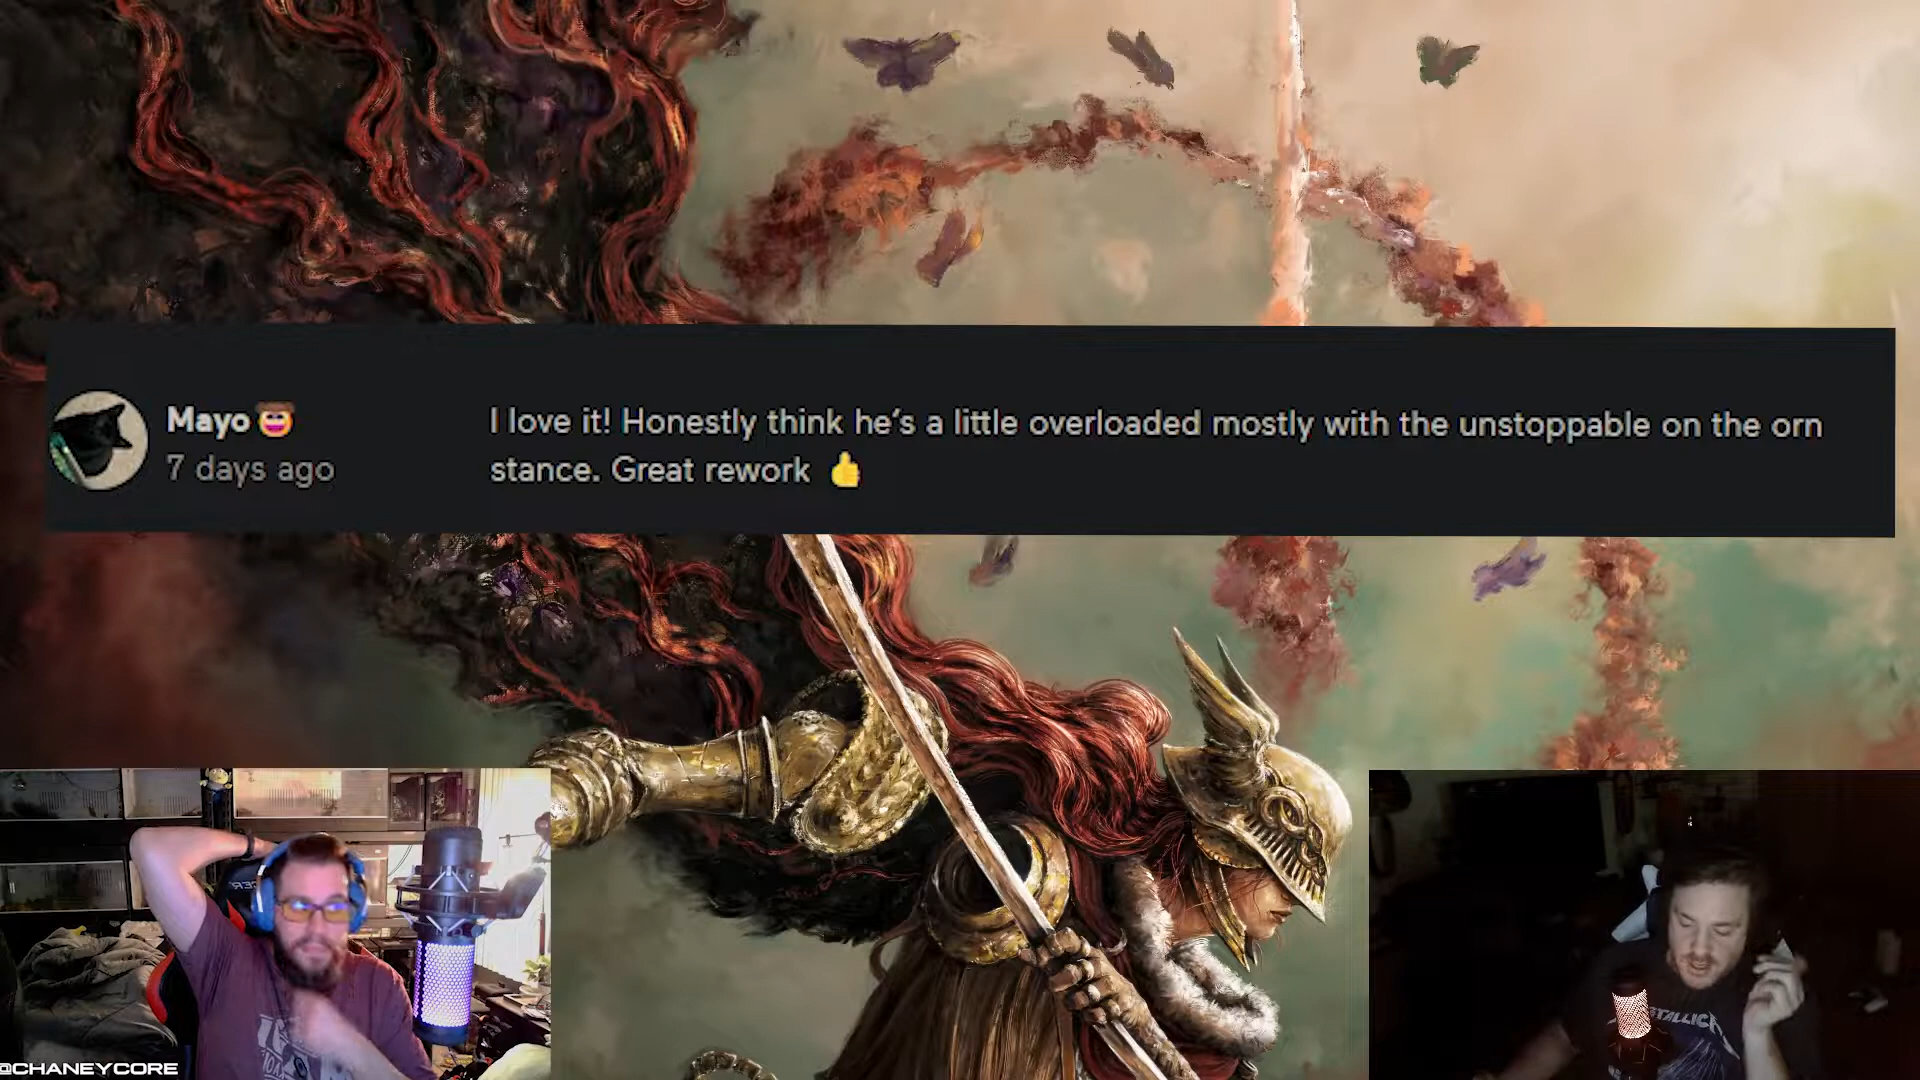 Mayo
7 days ago
I love it! Honestly think he's a little overloaded mostly with the unstoppable on the orn
stance. Great rework 👍
@CHANEYCORE